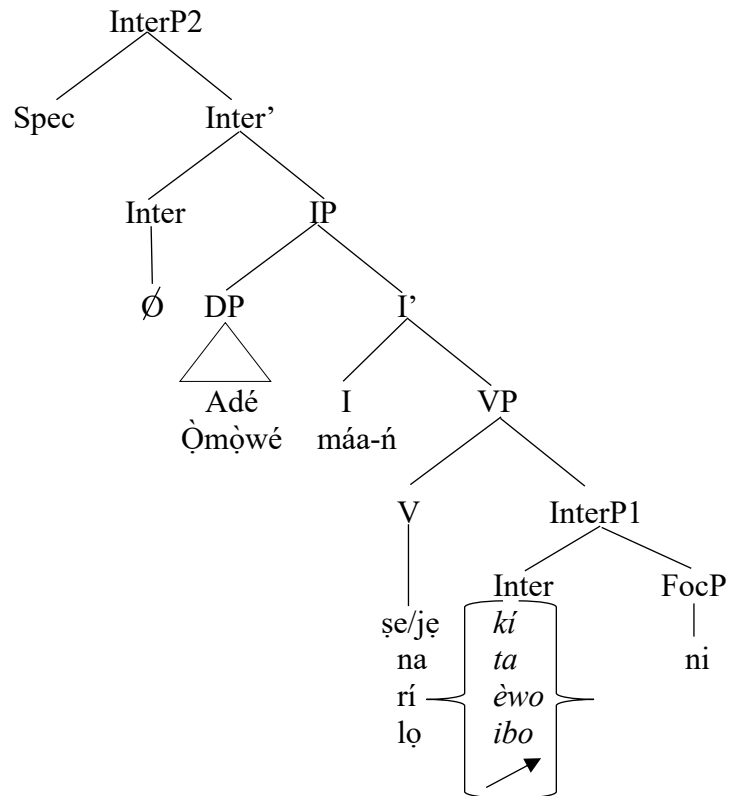 InterP2
Spec Inter’
Inter IP
Ø DP I’
Adé I VP
Ọ̀mọ̀wé máa-ń
V InterP1
Inter FocP
ṣe/jẹ kí ni
na ta
rí èwo
lọ ibo